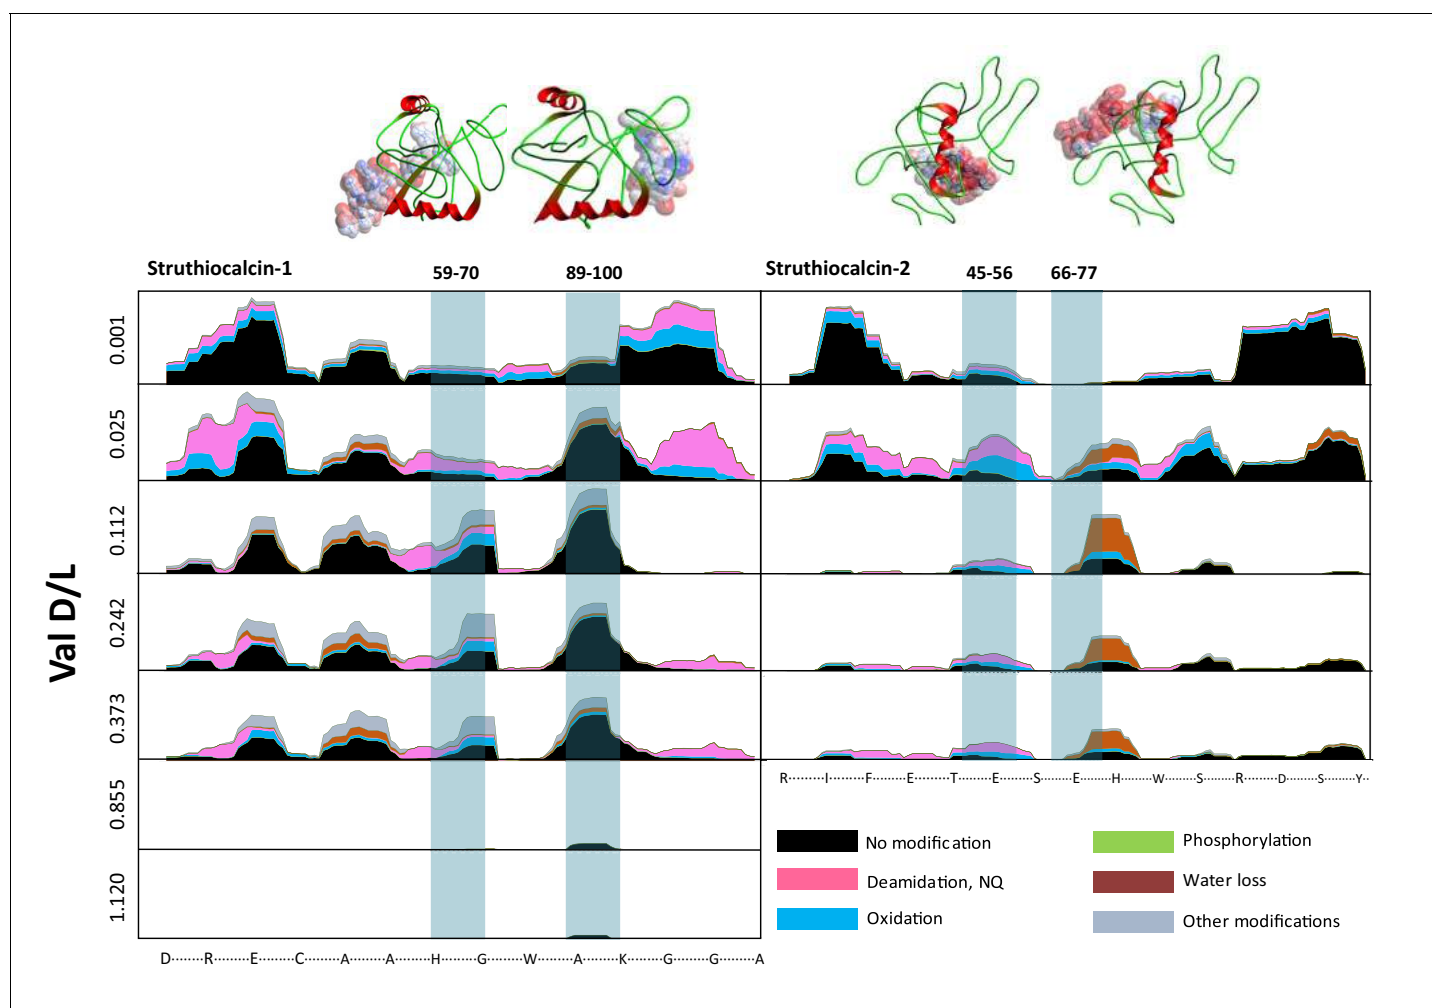 Struthiocalcin-1
59-70
89-100
Struthiocalcin-2
45-56
66-77
Val D/L
0.001
0.025
0.112
0.242
0.373
0.855
1.120
D········R········E········C········A········A········H········G········W········A········K········G········G········A
R········I········F········E········T········E········S········E········H········W········S········R········D········S········Y··
No modification
Deamidation, NQ
Oxidation
Phosphorylation
Water loss
Other modifications